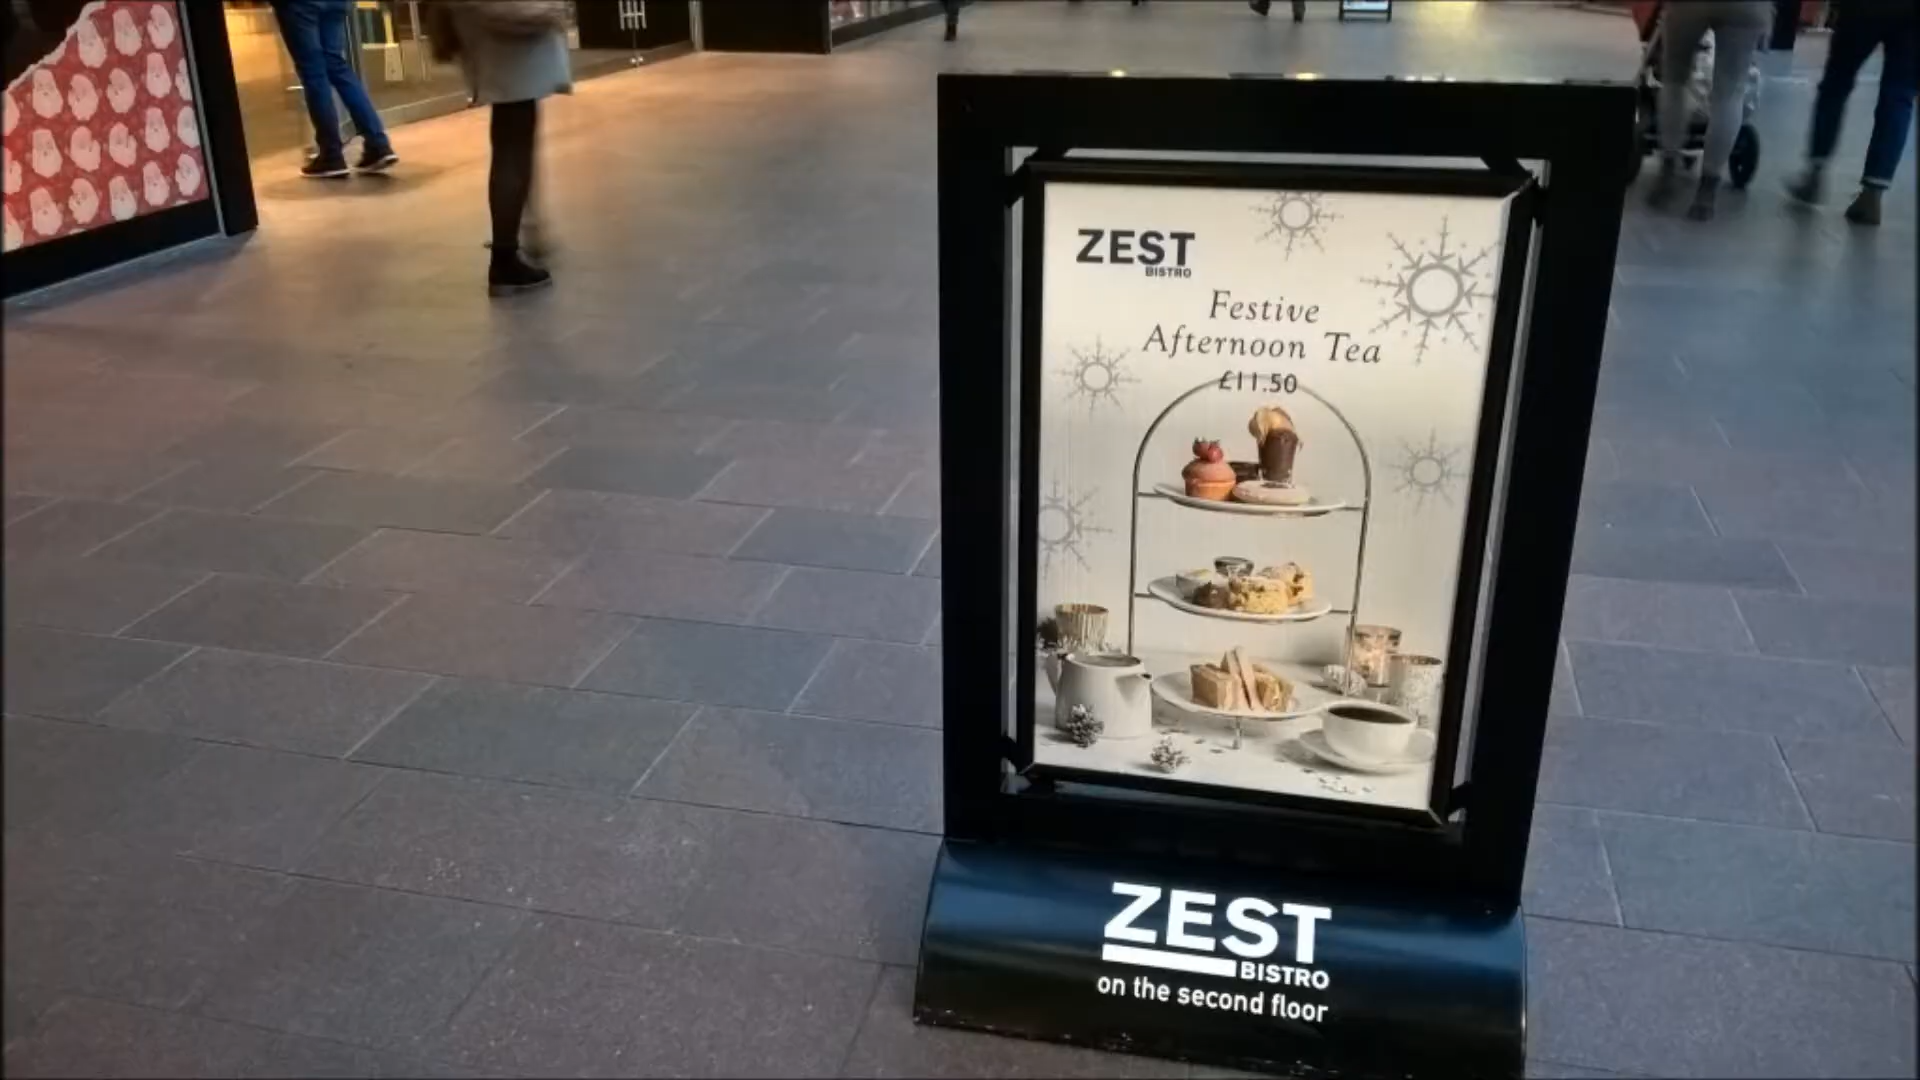 ZEST
BISTRO
Festive
Afternoon Tea
£11.50
ZEST
BISTRO
on the second floor